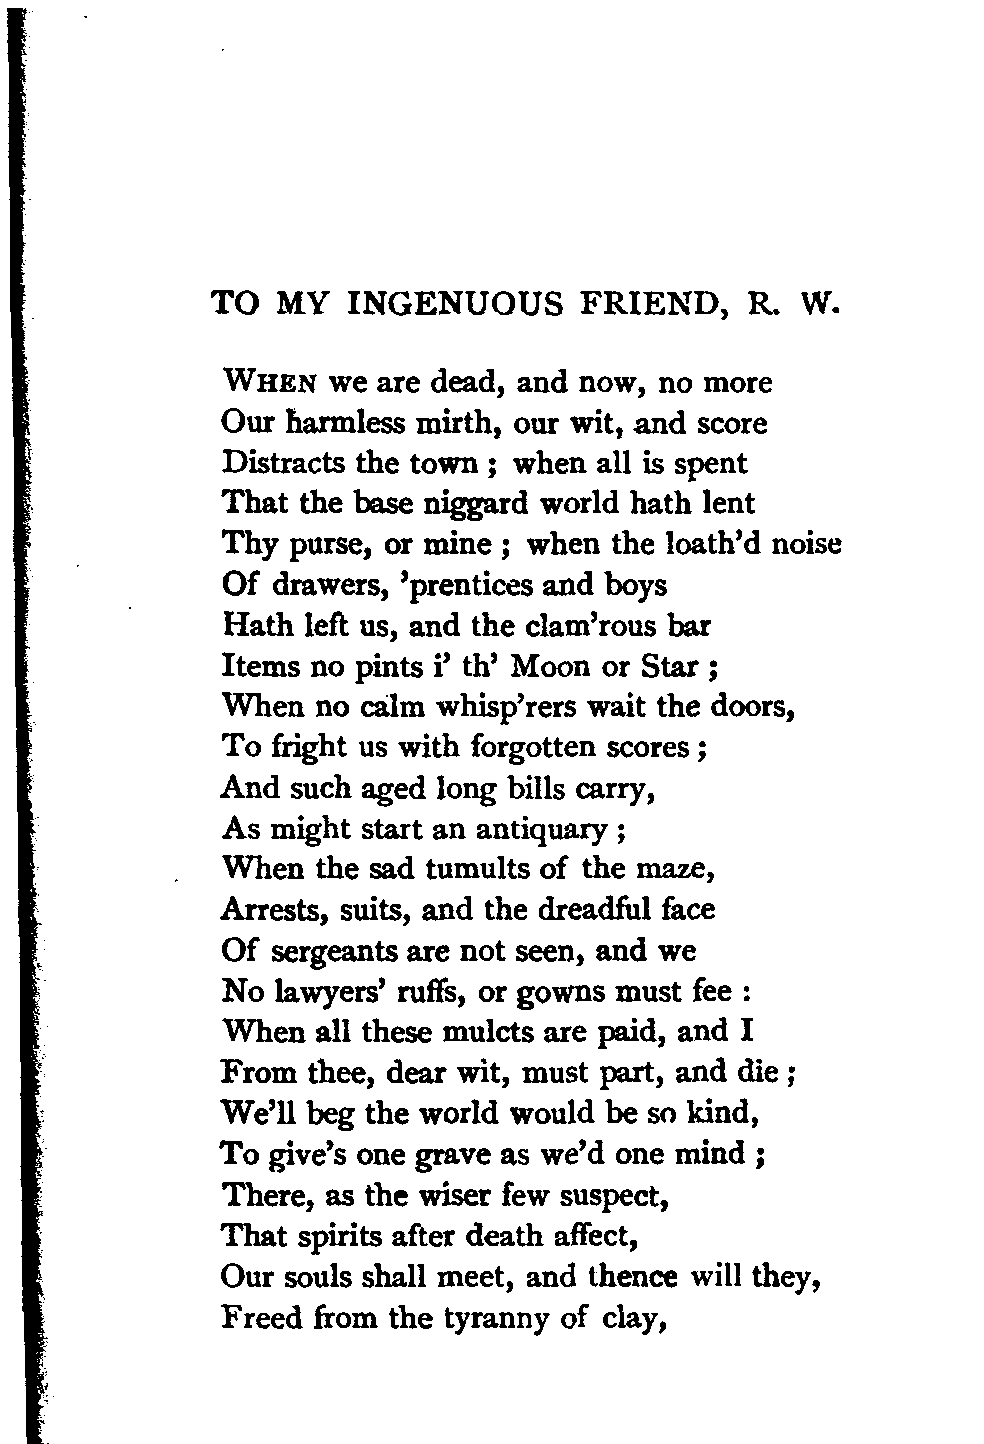 TO MY INGENUOUS FRIEND, R. W.
WHEN we are dead, and now, no more
Our harmless mirth, our wit, and score
Distracts the town ; when all is spent
That the base niggard world hath lent
Thy purse, or mine ; when the loath'd noise
Of drawers, 'prentices and boys
Hath left us, and the clam'rous bar
Items no pints i' th' Moon or Star ;
When no calm whisp'rers wait the doors,
To fright us with forgotten scores ;
And such aged long bills carry,
As might start an antiquary ;
When the sad tumults of the maze,
Arrests, suits, and the dreadful face
Of sergeants are not seen, and we
No lawyers' ruffs, or gowns must fee :
When all these mulcts are paid, and I
From thee, dear wit, must part, and die ;
We'll beg the world would be so kind,
To give's one grave as we'd one mind ;
There, as the wiser few suspect,
That spirits after death affect,
Our souls shall meet, and thence will they,
Freed from the tyranny of clay,